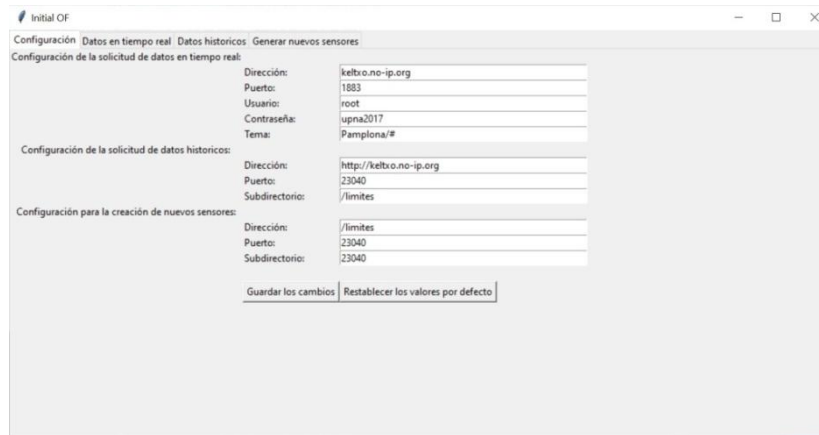 Initial OF
Configuración Datos en tiempo real Datos historicos Generar nuevos sensores
Configuración de la solicitud de datos en tiempo real:
Dirección: keltxo.no-ip.org
Puerto: 1883
Usuario: root
Contraseña: upna2017
Tema: Pamplona/#
Configuración de la solicitud de datos historicos:
Dirección: http://keltxo.no-ip.org
Puerto: 23040
Subdirectorio: /limites
Configuración para la creación de nuevos sensores:
Dirección: /limites
Puerto: 23040
Subdirectorio: 23040
Guardar los cambios Restablecer los valores por defecto